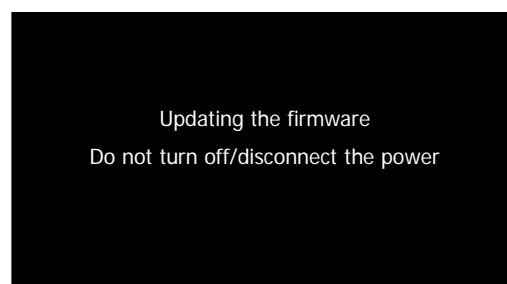 Updating the firmware
Do not turn off/disconnect the power